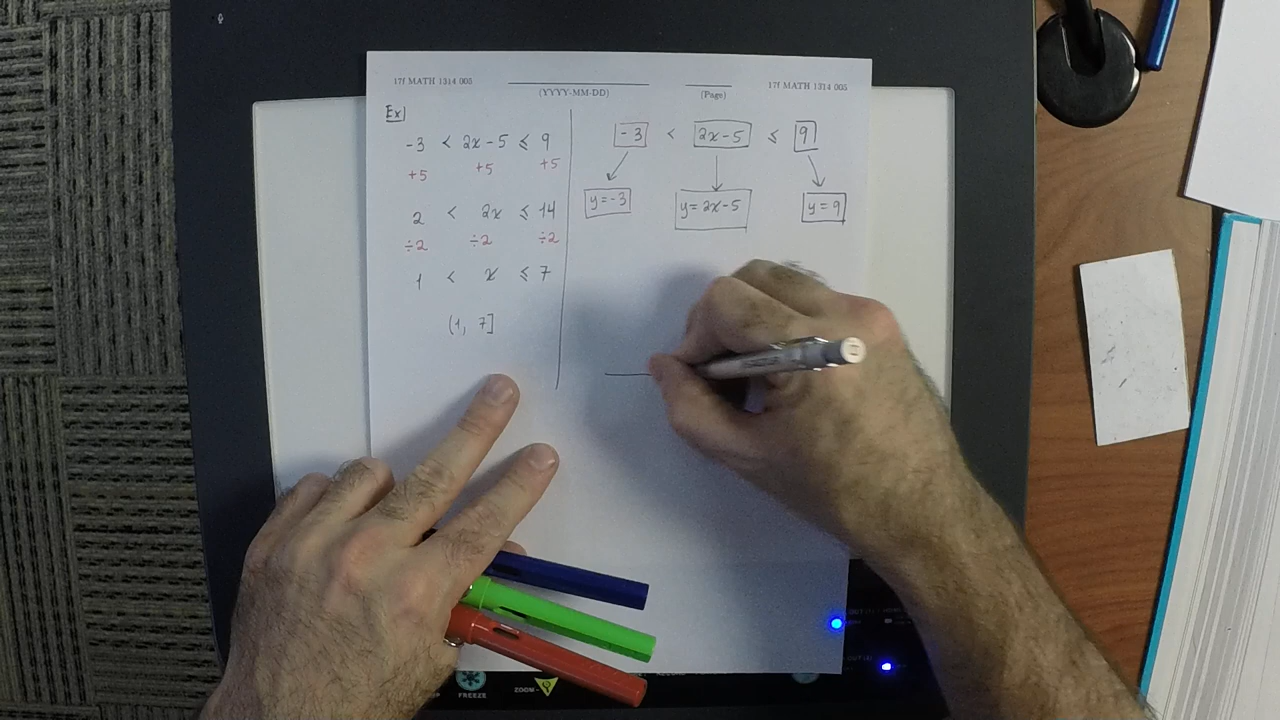 17f MATH 1314 005
(YYYY-MM-DD)
(Page)
17f MATH 1314 005
Ex
-3 < 2x - 5 ⩽ 9
+5 +5 +5
2 < 2x ⩽ 14
÷2 ÷2 ÷2
1 < x ⩽ 7
(1, 7]
-3 < 2x-5 ⩽ 9
y=-3 y=2x-5 y=9
FREEZE
ZOOM